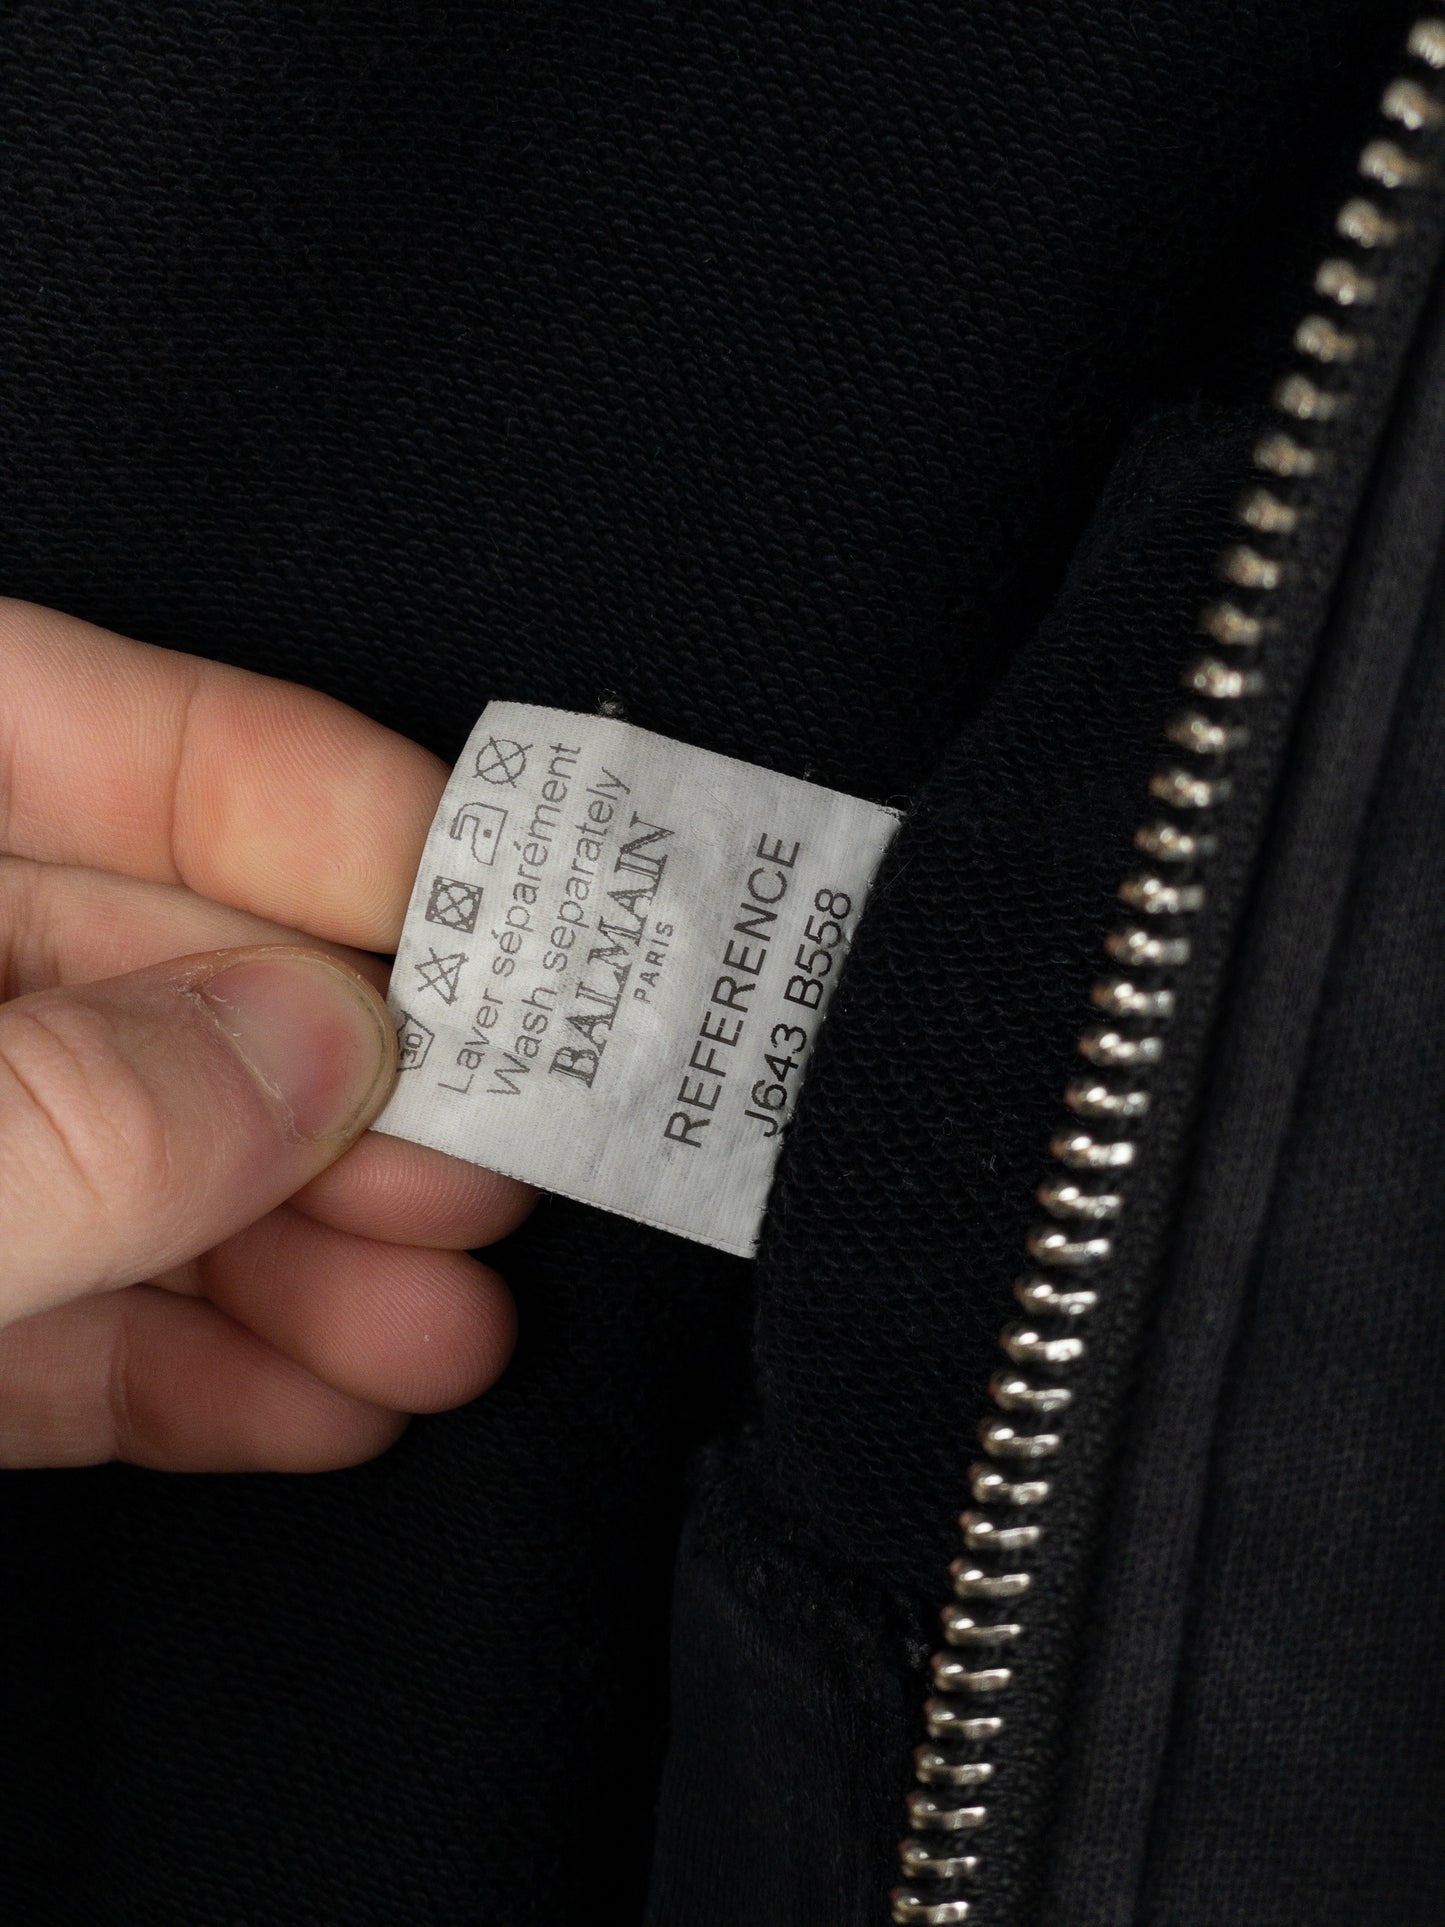 30
Laver séparément
Wash separately
BALMAIN
PARIS
REFERENCE
J643 B558